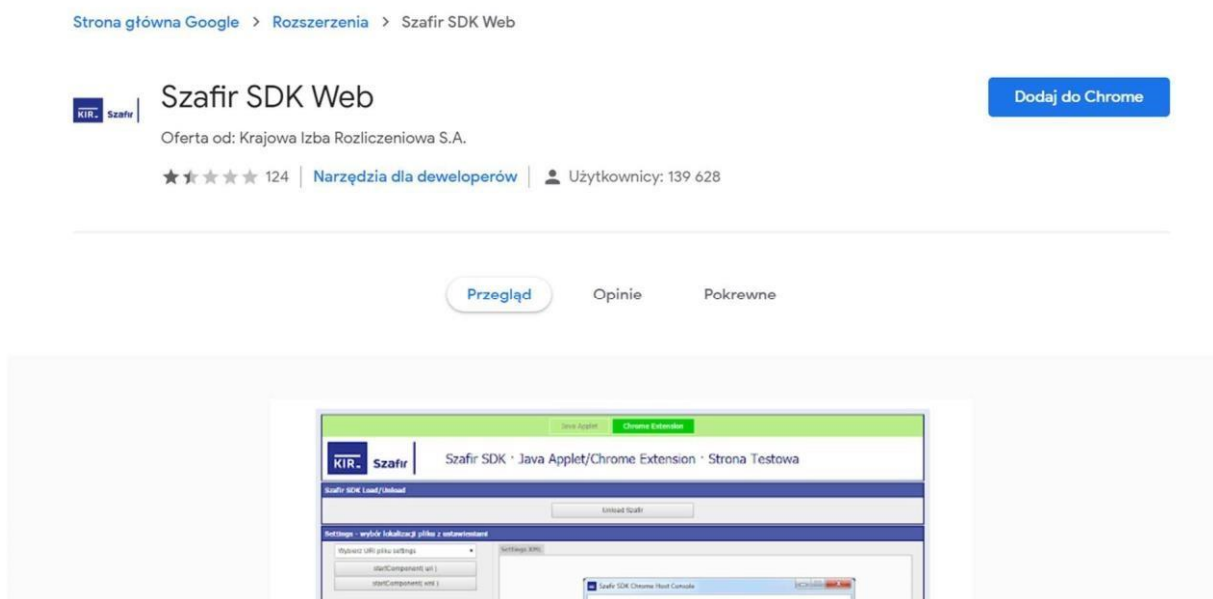 Strona główna Google > Rozszerzenia > Szafir SDK Web
KIR. Szafir
Szafir SDK Web
Dodaj do Chrome
Oferta od: Krajowa Izba Rozliczeniowa S.A.
124 | Narzędzia dla deweloperów | Użytkownicy: 139 628
Przegląd Opinie Pokrewne
Java Applet Chrome Extension
KIR. Szafir Szafir SDK · Java Applet/Chrome Extension · Strona Testowa
Szafir SDK Load/Unload
Unload Szafir
Settings - wybór lokalizacji pliku z ustawieniami
Wybierz URI pliku settings Settings XML
startComponent( uri )
startComponent( xml )
Szafir SDK Chrome Host Console